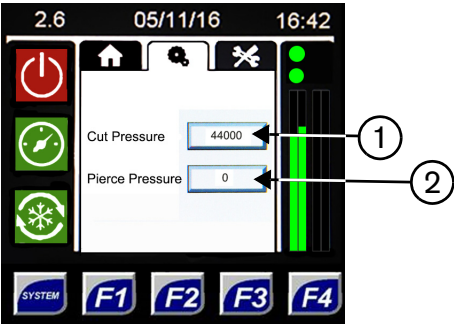 2.6 05/11/16 16:42
Cut Pressure 44000
1
Pierce Pressure 0
2
SYSTEM F1 F2 F3 F4